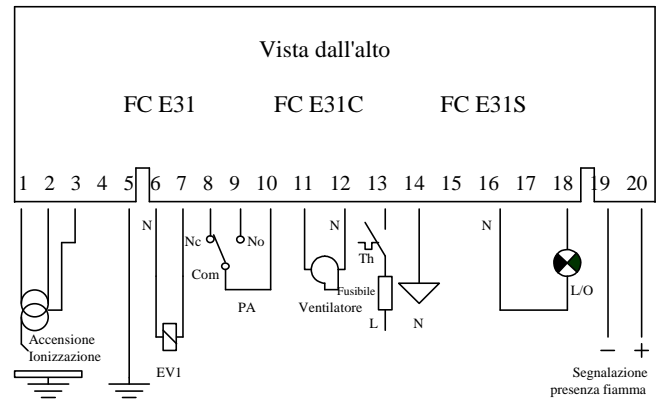 Vista dall'alto
FC E31 FC E31C FC E31S
1 2 3 4 5 6 7 8 9 10 11 12 13 14 15 16 17 18 19 20
N N N
Nc No
Th
Com
Fusibile
L/O
PA Ventilatore
L N
Accensione
Ionizzazione
EV1
− +
Segnalazione
presenza fiamma